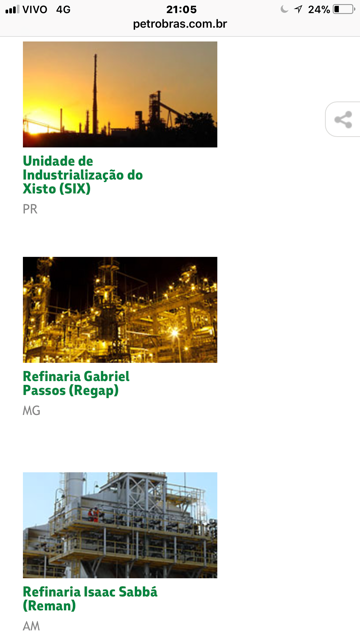 VIVO 4G 21:05 24%
petrobras.com.br
Unidade de
Industrialização do
Xisto (SIX)
PR
Refinaria Gabriel
Passos (Regap)
MG
Refinaria Isaac Sabbá
(Reman)
AM